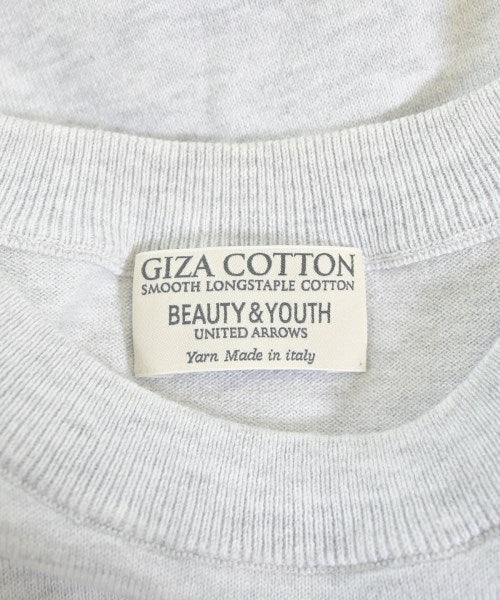 GIZA COTTON
SMOOTH LONGSTAPLE COTTON
BEAUTY&YOUTH
UNITED ARROWS
Yarn Made in italy